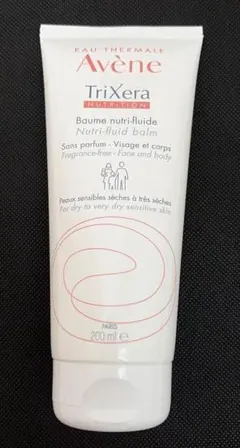 EAU THERMALE
Avène
TriXera
NUTRITION
Baume nutri-fluide
Nutri-fluid balm
Sans parfum - Visage et corps
Fragrance-free - Face and body
Peaux sensibles sèches à très sèches
For dry to very dry sensitive skin
PARIS
200 ml e